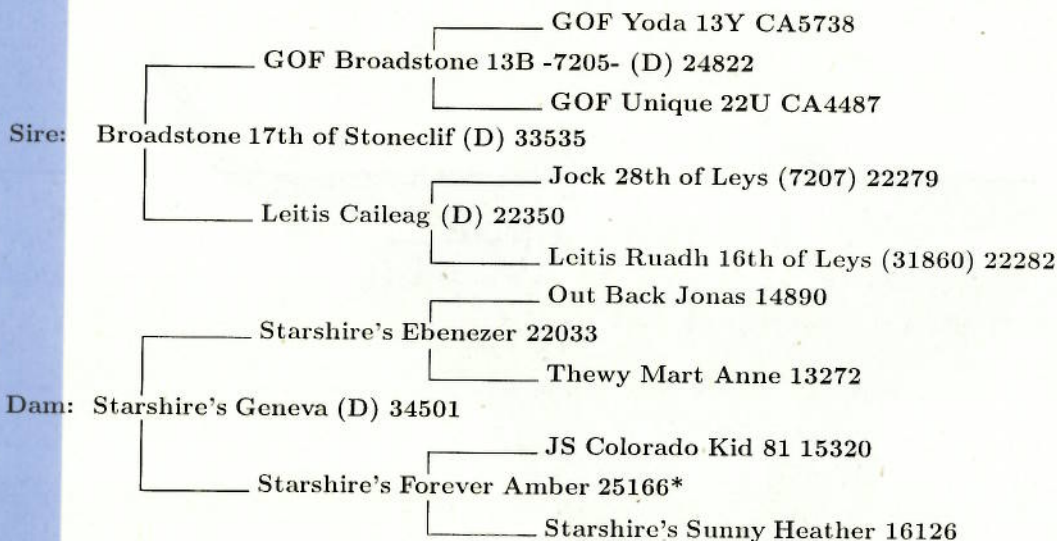 GOF Yoda 13Y CA5738
GOF Broadstone 13B -7205- (D) 24822
GOF Unique 22U CA4487
Sire: Broadstone 17th of Stoneclif (D) 33535
Jock 28th of Leys (7207) 22279
Leitis Caileag (D) 22350
Leitis Ruadh 16th of Leys (31860) 22282
Out Back Jonas 14890
Starshire's Ebenezer 22033
Thewy Mart Anne 13272
Dam: Starshire's Geneva (D) 34501
JS Colorado Kid 81 15320
Starshire's Forever Amber 25166*
Starshire's Sunny Heather 16126